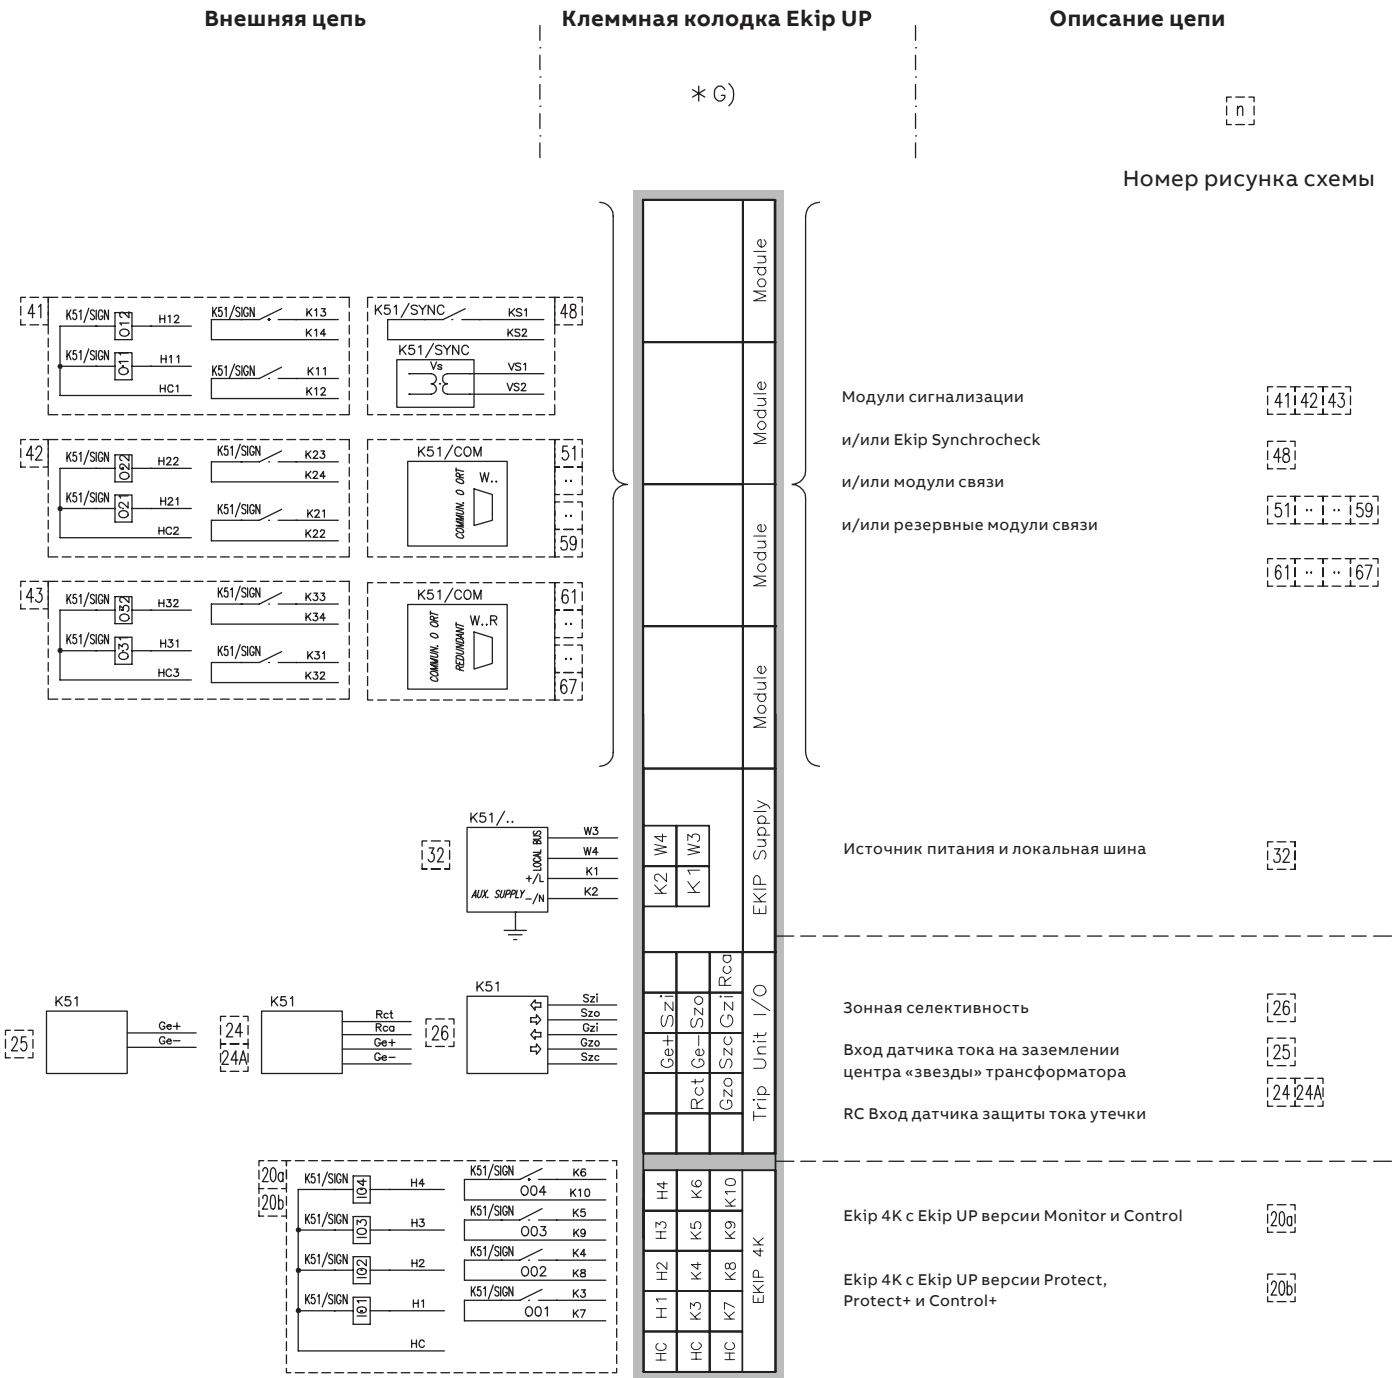 Внешняя цепь
Клеммная колодка Ekip UP
Описание цепи
* G)
n
Номер рисунка схемы
41
K51/SIGN
O12
H12
K51/SIGN
O11
H11
HC1
K51/SIGN
K13
K14
K51/SIGN
K11
K12
K51/SYNC
KS1
KS2
48
K51/SYNC
Vs
VS1
VS2
42
K51/SIGN
O22
H22
K51/SIGN
O21
H21
HC2
K51/SIGN
K23
K24
K51/SIGN
K21
K22
K51/COM
COMMUN. O ORT
W..
51
..
..
59
43
K51/SIGN
O32
H32
K51/SIGN
O31
H31
HC3
K51/SIGN
K33
K34
K51/SIGN
K31
K32
K51/COM
COMMUN. O ORT
REDUNDANT
W..R
61
..
..
67
Module
Module
Module
Module
Модули сигнализации
41 42 43
и/или Ekip Synchrocheck
48
и/или модули связи
51 .. .. 59
и/или резервные модули связи
61 .. .. 67
32
K51/..
LOCAL BUS
+/L
AUX. SUPPLY
-/N
W3
W4
K1
K2
W4 W3
K2 K1
EKIP Supply
Источник питания и локальная шина
32
25
K51
Ge+
Ge-
24
24A
K51
Rct
Rca
Ge+
Ge-
26
K51
Szi
Szo
Gzi
Gzo
Szc
Rca
Szi Szo Gzi
Ge+ Ge- Szc
Rct Gzo
Trip Unit I/O
Зонная селективность
26
Вход датчика тока на заземлении
центра «звезды» трансформатора
25
RC Вход датчика защиты тока утечки
24 24A
20a
20b
K51/SIGN
IO4
H4
K51/SIGN
IO3
H3
K51/SIGN
IO2
H2
K51/SIGN
IO1
H1
HC
K51/SIGN
K6
OO4
K10
K51/SIGN
K5
OO3
K9
K51/SIGN
K4
OO2
K8
K51/SIGN
K3
OO1
K7
H4 K6 K10
H3 K5 K9
H2 K4 K8
H1 K3 K7
HC HC HC
EKIP 4K
Ekip 4K с Ekip UP версии Monitor и Control
20a
Ekip 4K с Ekip UP версии Protect,
Protect+ и Control+
20b